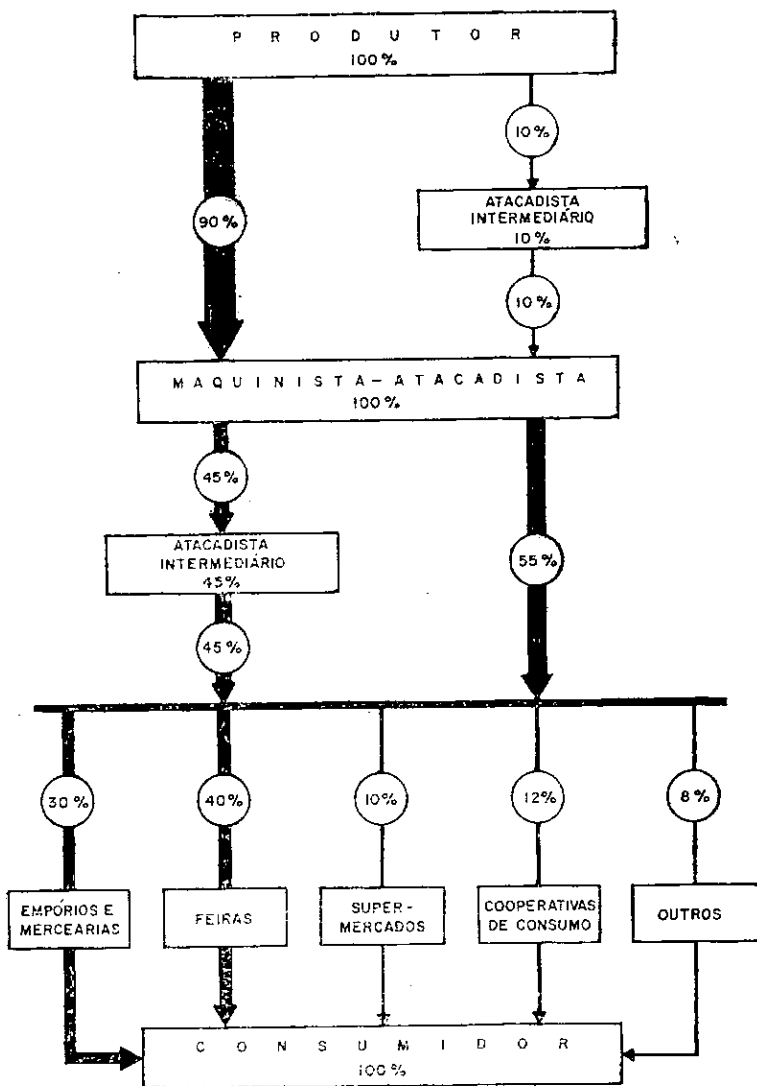 PRODUTOR
100%
10%
90%
ATACADISTA
INTERMEDIÁRIO
10%
10%
MAQUINISTA-ATACADISTA
100%
45%
ATACADISTA
INTERMEDIÁRIO
45%
55%
45%
30%
40%
10%
12%
8%
EMPÓRIOS E
MERCEARIAS
FEIRAS
SUPER-
MERCADOS
COOPERATIVAS
DE CONSUMO
OUTROS
CONSUMIDOR
100%